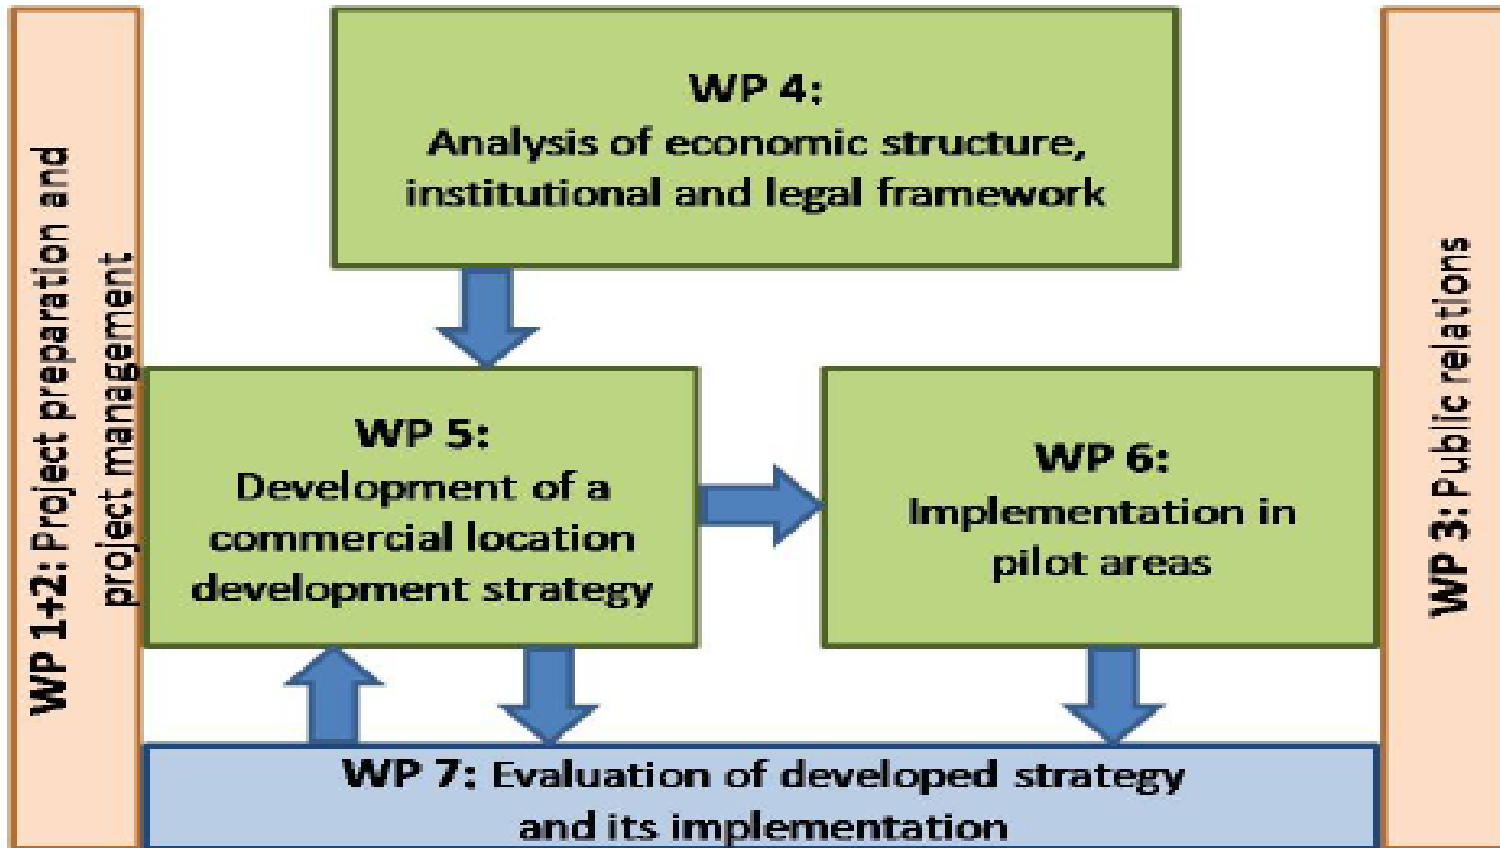 WP 1+2: Project preparation and
project management
WP 4:
Analysis of economic structure,
institutional and legal framework
WP 5:
Development of a
commercial location
development strategy
WP 6:
Implementation in
pilot areas
WP 3: Public relations
WP 7: Evaluation of developed strategy
and its implementation